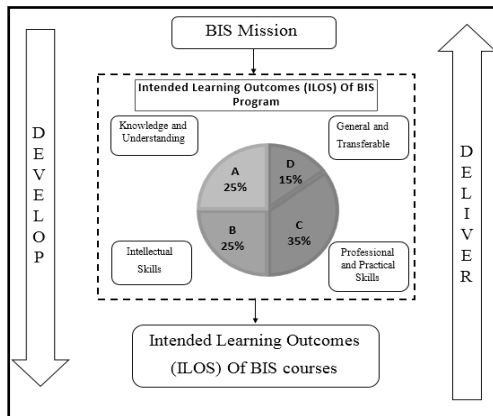 BIS Mission
Intended Learning Outcomes (ILOS) Of BIS
Program
Knowledge and
Understanding
General and
Transferable
A
25%
D
15%
B
25%
C
35%
Intellectual
Skills
Professional
and Practical
Skills
Intended Learning Outcomes
(ILOS) Of BIS courses
D
E
V
E
L
O
P
D
E
L
I
V
E
R